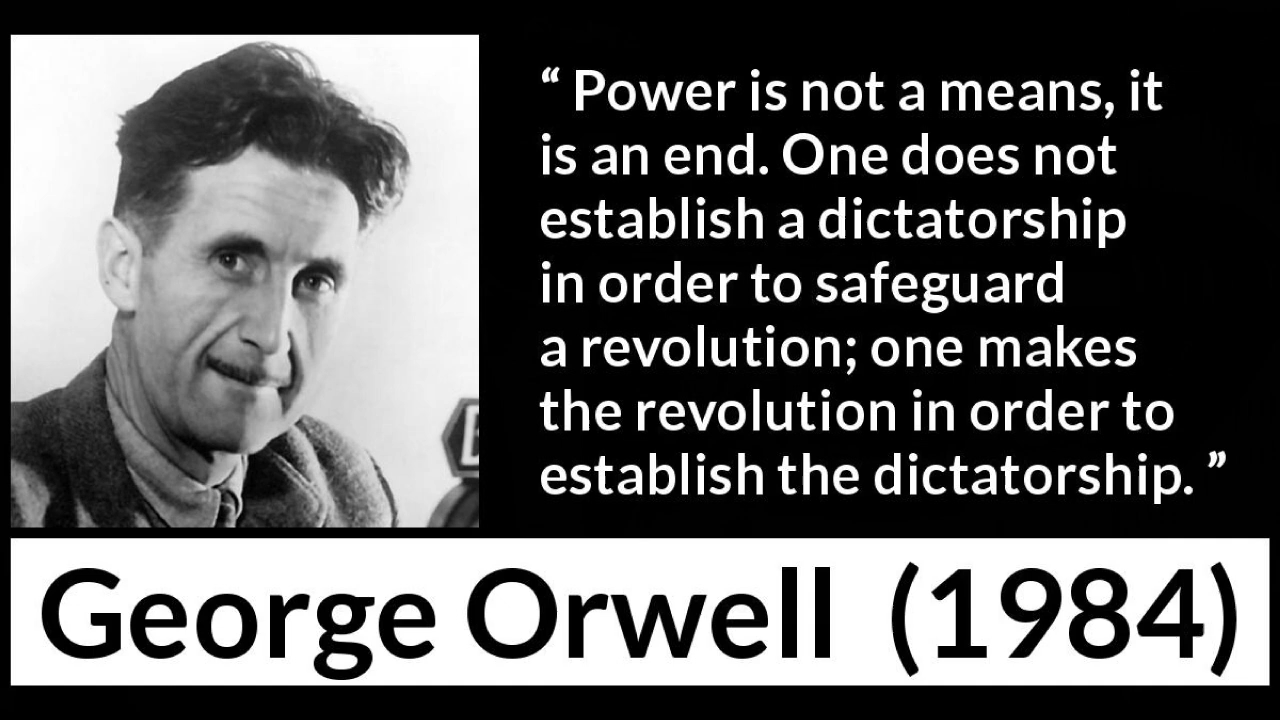 “ Power is not a means, it
is an end. One does not
establish a dictatorship
in order to safeguard
a revolution; one makes
the revolution in order to
establish the dictatorship. ”
George Orwell (1984)